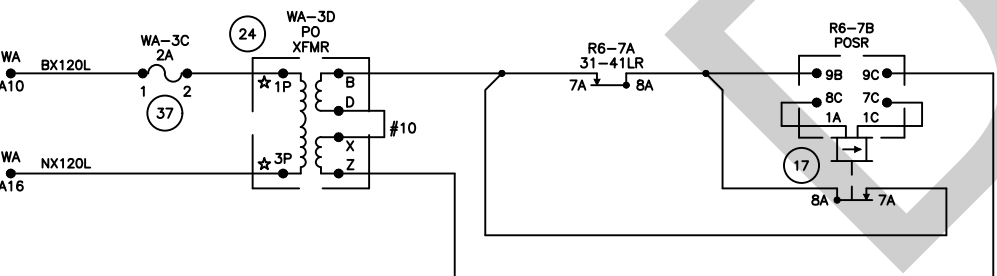 WA-3D
PO
XFMR
24
WA-3C
2A
R6-7A
31-41LR
R6-7B
POSR
WA
A10
BX120L
1 2
37
1P
B
D
#10
X
7A 8A
9B 9C
8C 7C
1A 1C
WA
A16
NX120L
3P
Z
17
8A 7A